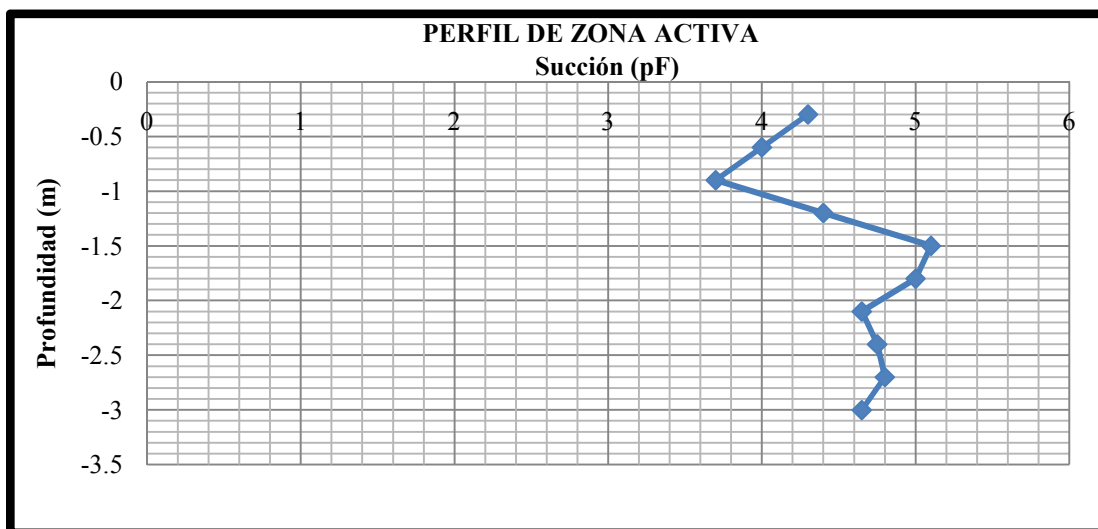 PERFIL DE ZONA ACTIVA
Succión (pF)
0
0 1 2 3 4 5 6
-0.5
-1
-1.5
-2
-2.5
-3
-3.5
Profundidad (m)